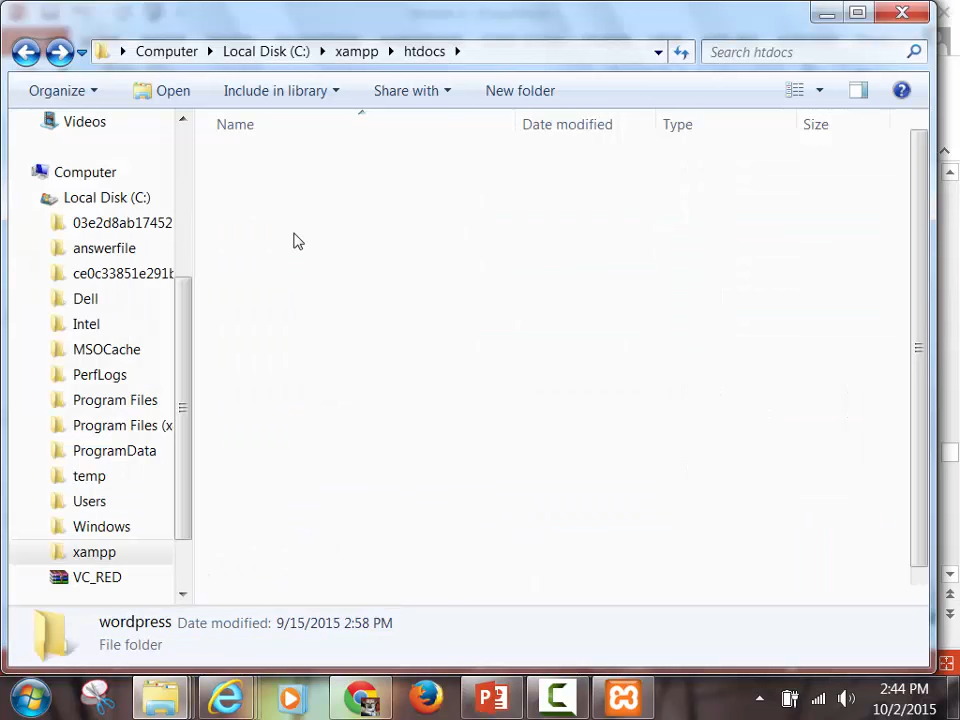 Computer Local Disk (C:) xampp htdocs
Search htdocs
Organize Open Include in library Share with New folder
Name Date modified Type Size
Videos
Computer
Local Disk (C:)
03e2d8ab17452
answerfile
ce0c33851e291b
Dell
Intel
MSOCache
PerfLogs
Program Files
Program Files (x
ProgramData
temp
Users
Windows
xampp
VC_RED
wordpress Date modified: 9/15/2015 2:58 PM
File folder
2:44 PM
10/2/2015